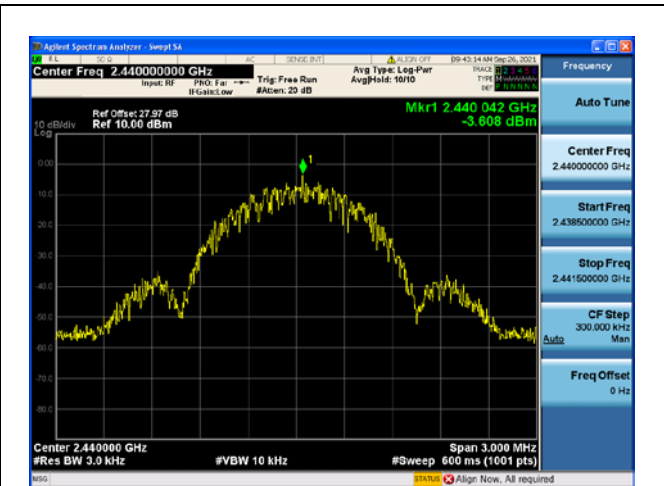 Agilent Spectrum Analyzer - Swept SA
RL
50 Ω
AC
SENSE:INT
ALIGN OFF
09:43:14 AM Sep 26, 2021
Center Freq 2.440000000 GHz
Input: RF
PNO: Far
IFGain:Low
Trig: Free Run
#Atten: 20 dB
Avg Type: Log-Pwr
Avg|Hold: 10/10
TRACE 1 2 3 4 5 6
TYPE
DET P N N N N N
Frequency
Mkr1 2.440 042 GHz
-3.608 dBm
Ref Offset 27.97 dB
10 dB/div Ref 10.00 dBm
Log
1
0.00
-10.0
-20.0
-30.0
-40.0
-50.0
-60.0
-70.0
-80.0
Auto Tune
Center Freq
2.440000000 GHz
Start Freq
2.438500000 GHz
Stop Freq
2.441500000 GHz
CF Step
300.000 kHz
Auto Man
Freq Offset
0 Hz
Center 2.440000 GHz
Span 3.000 MHz
#Res BW 3.0 kHz
#VBW 10 kHz
#Sweep 600 ms (1001 pts)
MSG
STATUS Align Now, All required